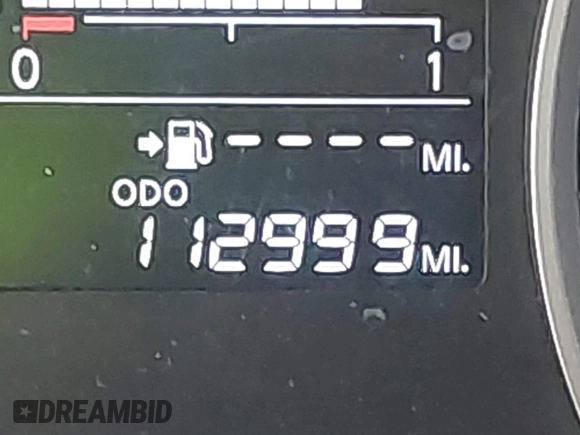 0 1
---- MI.
ODO
112999 MI.
DREAMBID